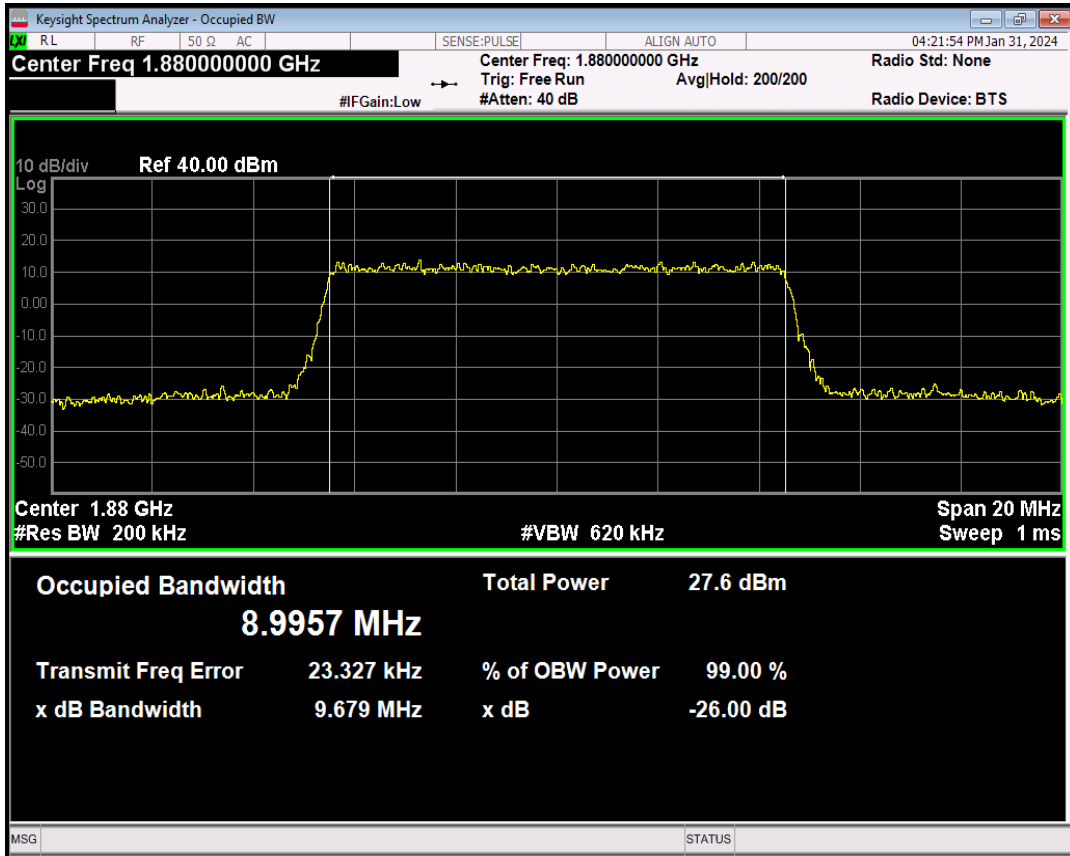 Keysight Spectrum Analyzer - Occupied BW
LXI RL RF 50 Ω AC SENSE:PULSE ALIGN AUTO 04:21:54 PM Jan 31, 2024
Center Freq 1.880000000 GHz Center Freq: 1.880000000 GHz Radio Std: None
Trig: Free Run Avg|Hold: 200/200
#IFGain:Low #Atten: 40 dB Radio Device: BTS
10 dB/div Ref 40.00 dBm
Log
30.0
20.0
10.0
0.00
-10.0
-20.0
-30.0
-40.0
-50.0
Center 1.88 GHz Span 20 MHz
#Res BW 200 kHz #VBW 620 kHz Sweep 1 ms
Occupied Bandwidth Total Power 27.6 dBm
8.9957 MHz
Transmit Freq Error 23.327 kHz % of OBW Power 99.00 %
x dB Bandwidth 9.679 MHz x dB -26.00 dB
MSG STATUS